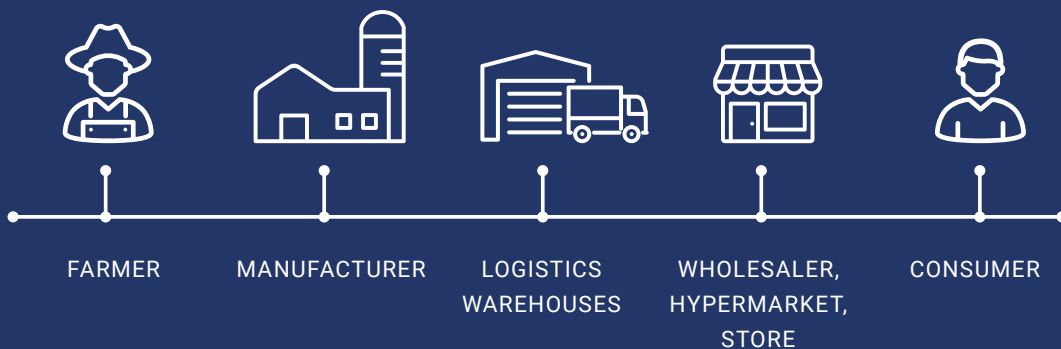 FARMER
MANUFACTURER
LOGISTICS
WAREHOUSES
WHOLESALER,
HYPERMARKET,
STORE
CONSUMER